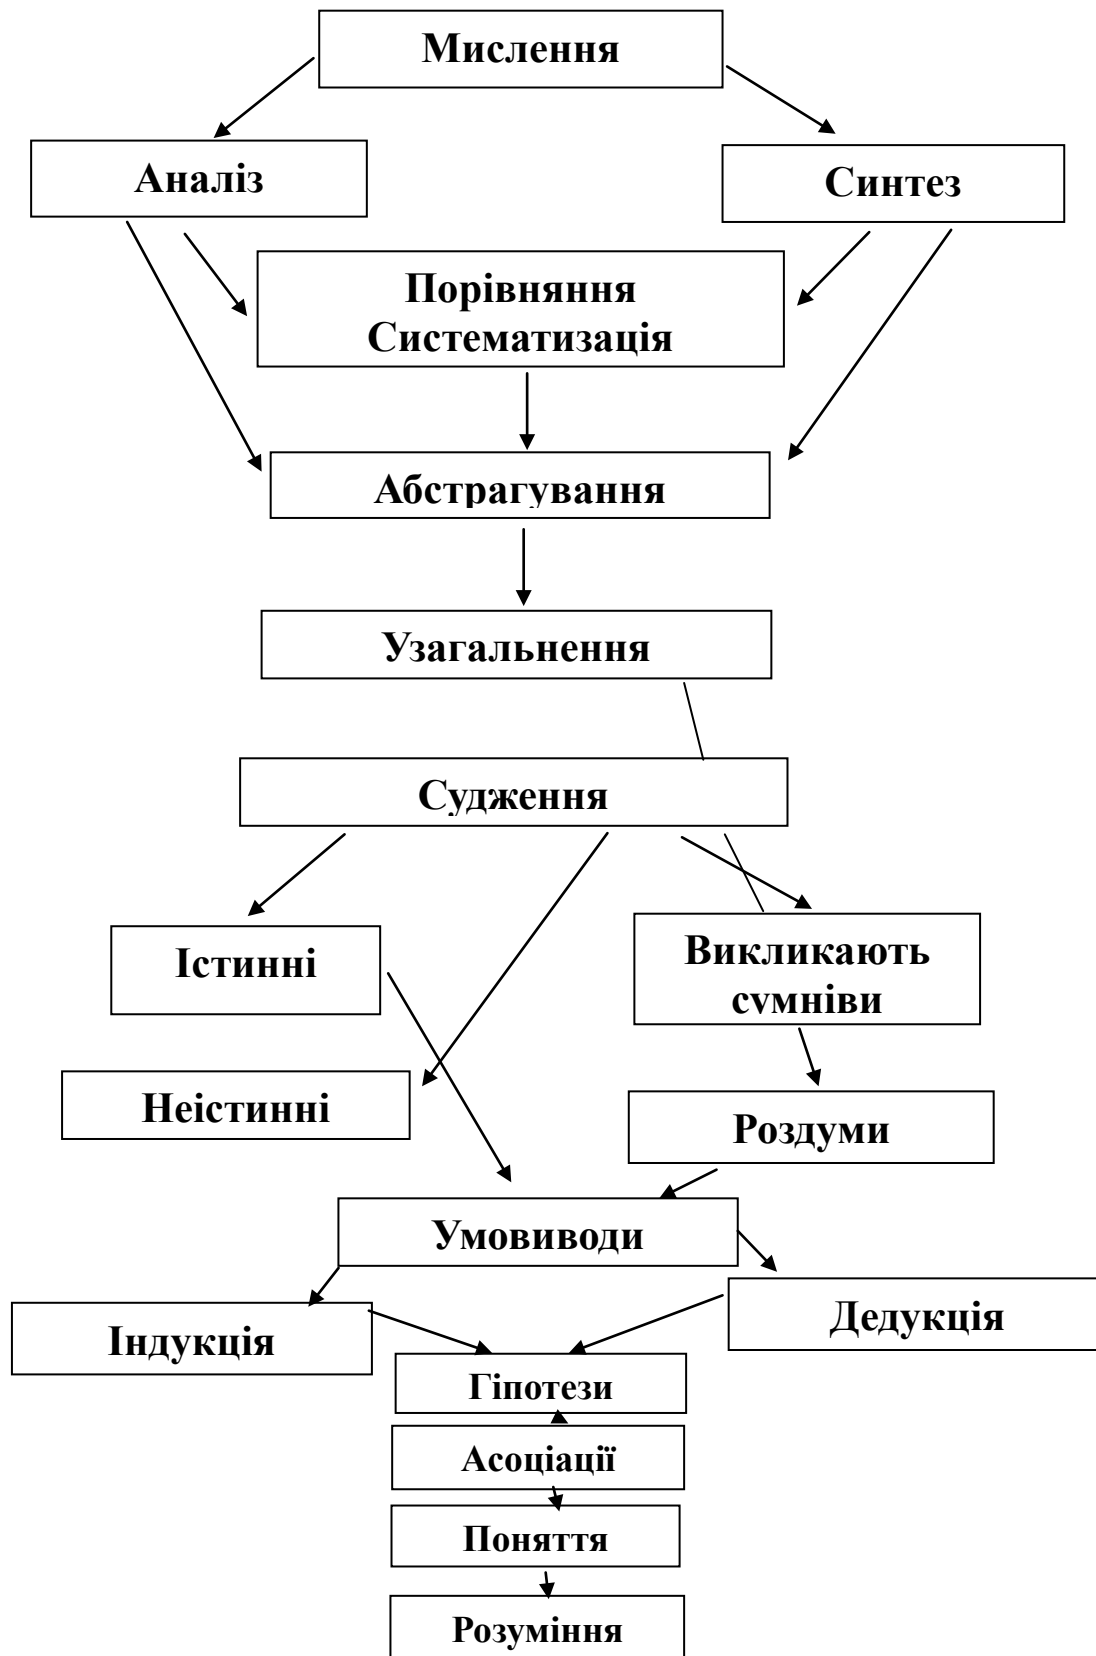 Мислення
Аналіз
Синтез
Порівняння
Систематизація
Абстрагування
Узагальнення
Судження
Істинні
Викликають
сумніви
Неістинні
Роздуми
Умовиводи
Індукція
Дедукція
Гіпотези
Асоціації
Поняття
Розуміння